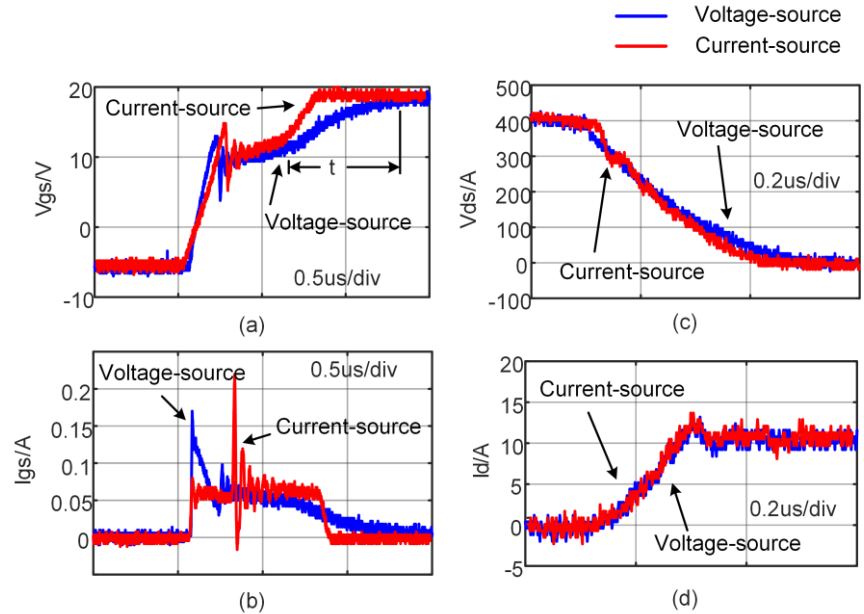 Voltage-source
Current-source
20
10
0
-10
Vgs/V
Current-source
t
Voltage-source
0.5us/div
(a)
500
400
300
200
100
0
-100
Vds/A
Voltage-source
0.2us/div
Current-source
(c)
0.2
0.15
0.1
0.05
0
Igs/A
Voltage-source
0.5us/div
Current-source
(b)
20
15
10
5
0
-5
Id/A
Current-source
0.2us/div
Voltage-source
(d)